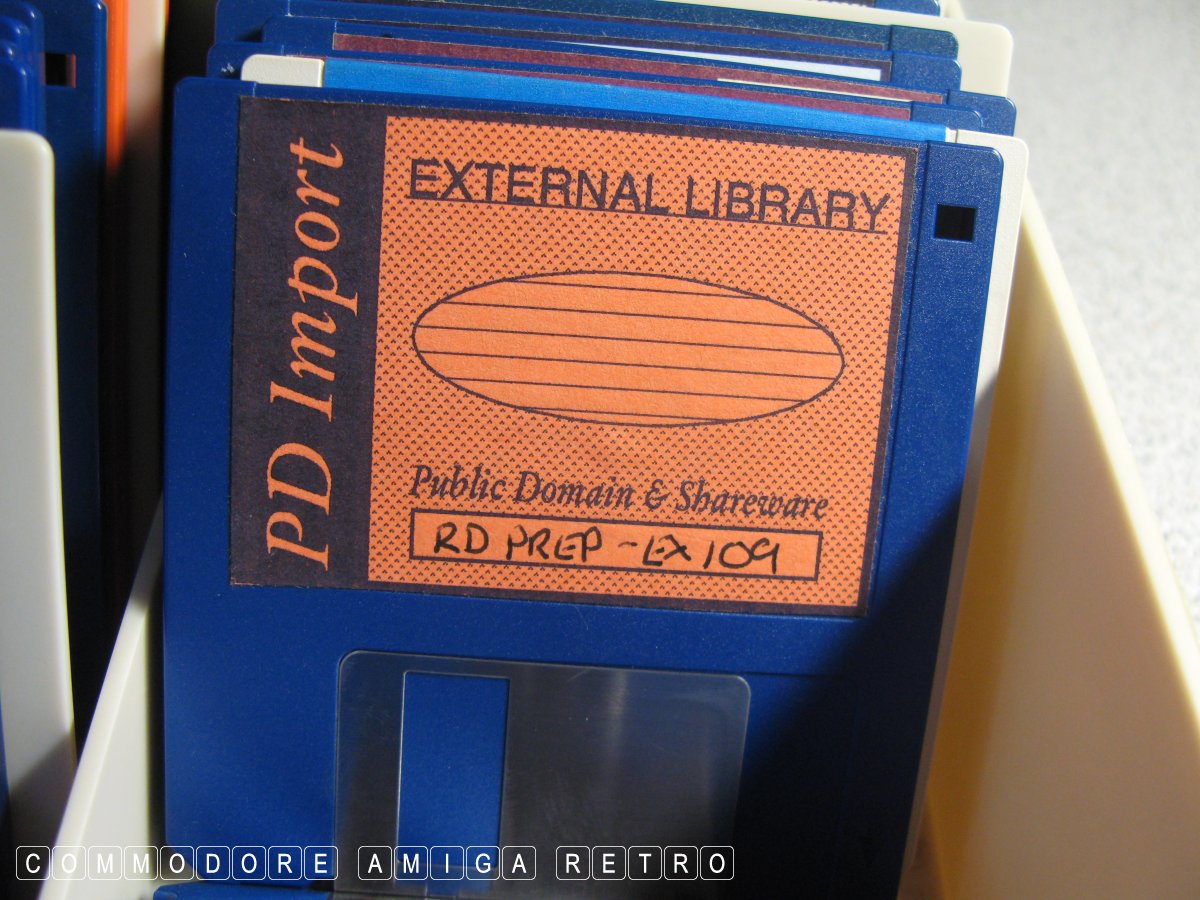 PD Import
EXTERNAL LIBRARY
Public Domain & Shareware
RD PREP - EX109
COMMODORE AMIGA RETRO